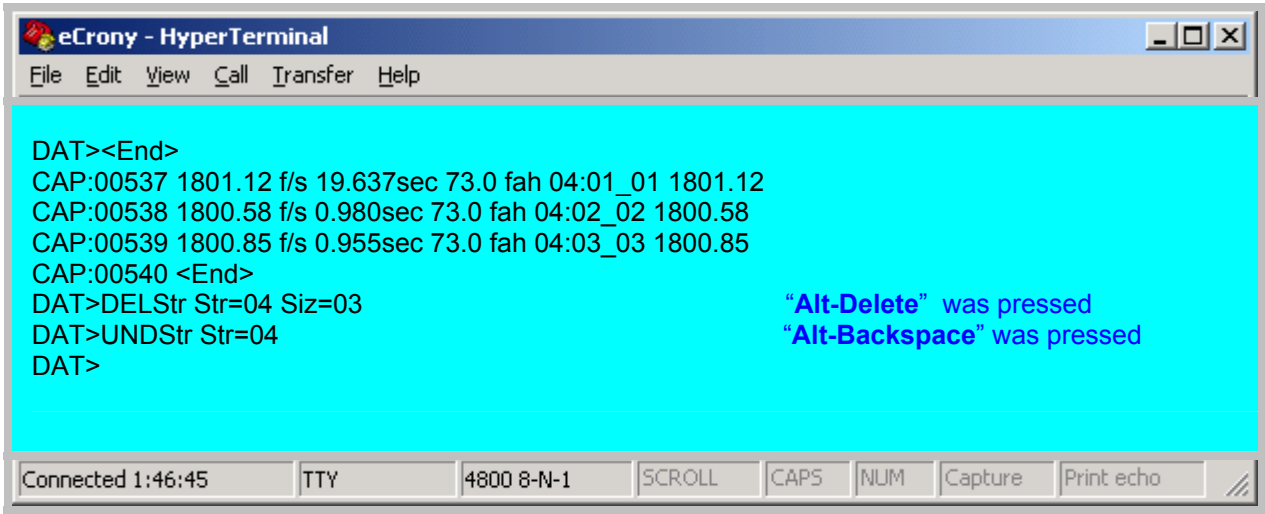 eCrony - HyperTerminal
File Edit View Call Transfer Help
DAT><End>
CAP:00537 1801.12 f/s 19.637sec 73.0 fah 04:01_01 1801.12
CAP:00538 1800.58 f/s 0.980sec 73.0 fah 04:02_02 1800.58
CAP:00539 1800.85 f/s 0.955sec 73.0 fah 04:03_03 1800.85
CAP:00540 <End>
DAT>DELStr Str=04 Siz=03 “Alt-Delete” was pressed
DAT>UNDStr Str=04 “Alt-Backspace” was pressed
DAT>
Connected 1:46:45 TTY 4800 8-N-1 SCROLL CAPS NUM Capture Print echo